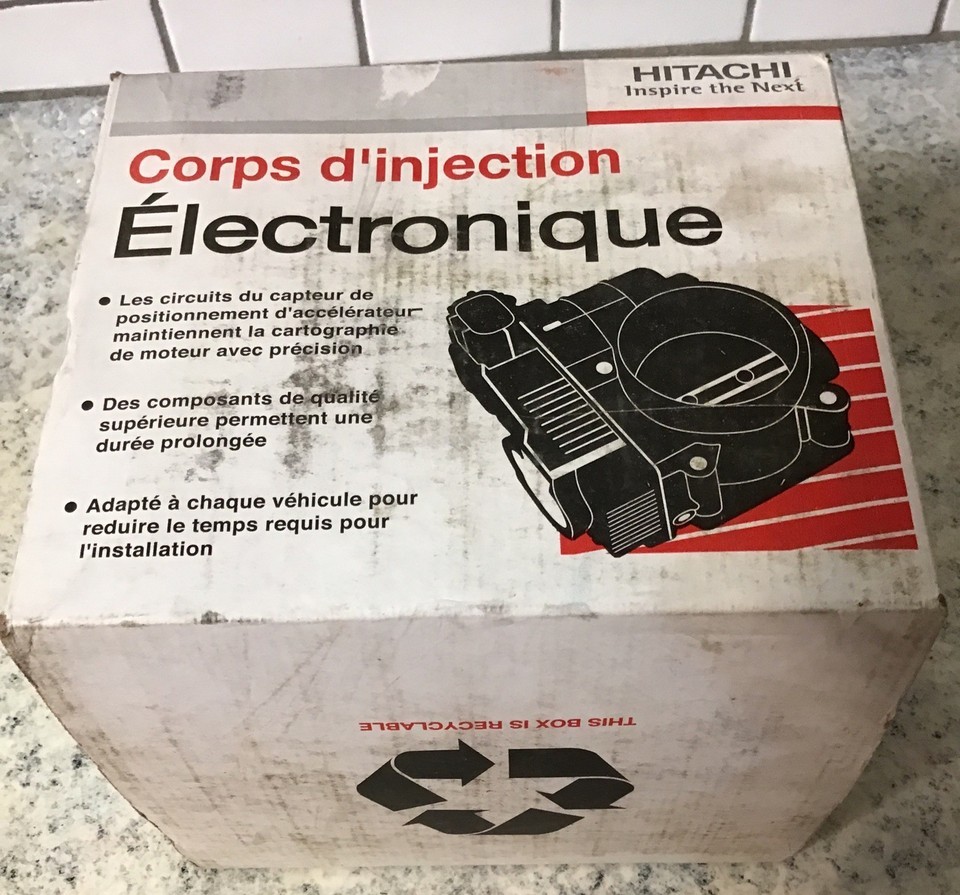 HITACHI
Inspire the Next
Corps d'injection
Électronique
• Les circuits du capteur de
positionnement d'accélérateur
maintiennent la cartographie
de moteur avec précision
• Des composants de qualité
supérieure permettent une
durée prolongée
• Adapté à chaque véhicule pour
reduire le temps requis pour
l'installation
THIS BOX IS RECYCLABLE